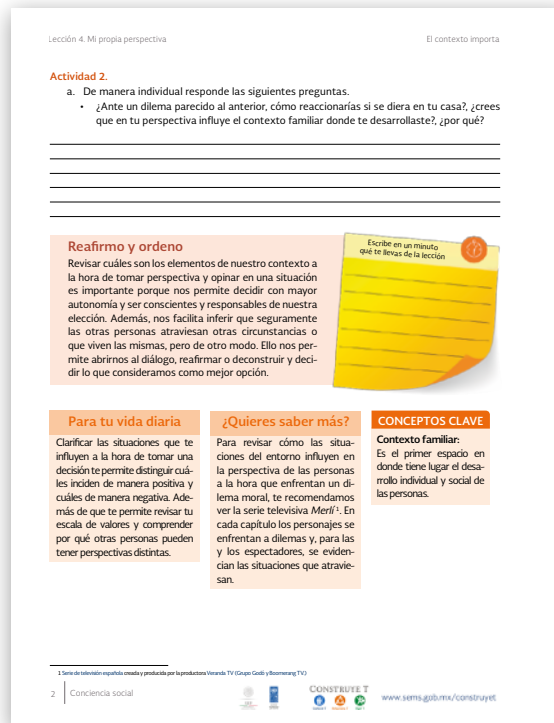 Lección 4. Mi propia perspectiva
El contexto importa
Actividad 2.
a. De manera individual responde las siguientes preguntas.
• ¿Ante un dilema parecido al anterior, cómo reaccionarías si se diera en tu casa?, ¿crees
que en tu perspectiva influye el contexto familiar donde te desarrollaste?, ¿por qué?
Reafirmo y ordeno
Revisar cuáles son los elementos de nuestro contexto a
la hora de tomar perspectiva y opinar en una situación
es importante porque nos permite decidir con mayor
autonomía y ser conscientes y responsables de nuestra
elección. Además, nos facilita inferir que seguramente
las otras personas atraviesan otras circunstancias o
que viven las mismas, pero de otro modo. Ello nos per-
mite abrirnos al diálogo, reafirmar o deconstruir y deci-
dir lo que consideramos como mejor opción.
Escribe en un minuto
qué te llevas de la lección
Para tu vida diaria
Clarificar las situaciones que te
influyen a la hora de tomar una
decisión te permite distinguir cuá-
les inciden de manera positiva y
cuáles de manera negativa. Ade-
más de que te permite revisar tu
escala de valores y comprender
por qué otras personas pueden
tener perspectivas distintas.
¿Quieres saber más?
Para revisar cómo las situa-
ciones del entorno influyen en
la perspectiva de las personas
a la hora que enfrentan un di-
lema moral, te recomendamos
ver la serie televisiva Merlí ¹. En
cada capítulo los personajes se
enfrentan a dilemas y, para las
y los espectadores, se eviden-
cian las situaciones que atravie-
san.
CONCEPTOS CLAVE
Contexto familiar:
Es el primer espacio en
donde tiene lugar el desa-
rrollo individual y social de
las personas.
1 Serie de televisión española creada y producida por la productora Veranda TV (Grupo Godó y Boomerang TV)
2 Conciencia social
CONSTRUYE T
www.sems.gob.mx/construyet